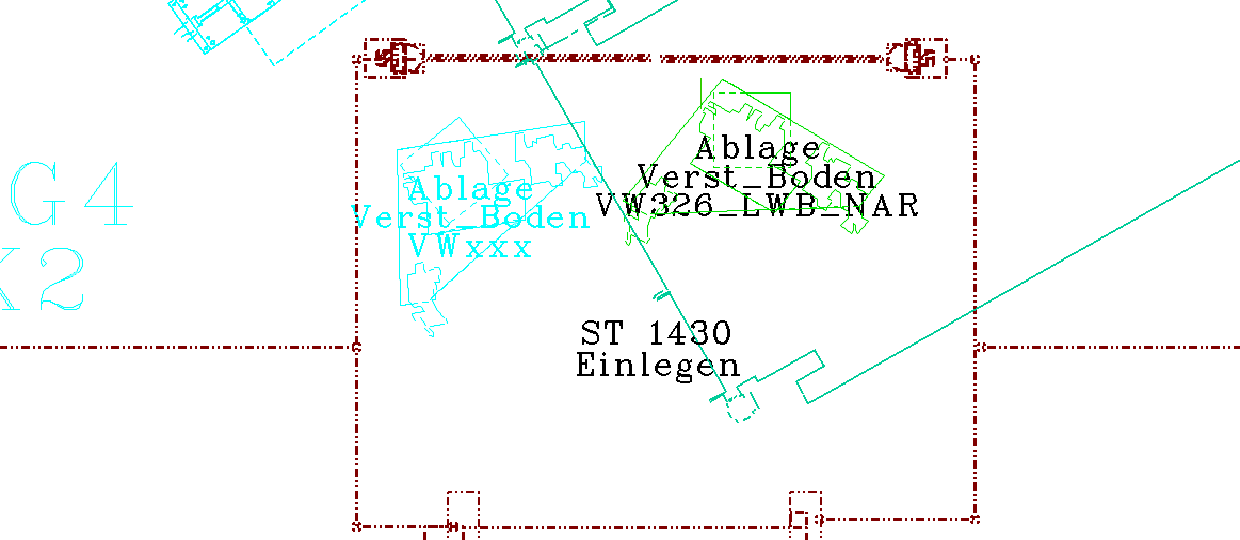 G4
K2
Ablage
Verst_Boden
VWxxx
Ablage
Verst_Boden
VW326_LWB_NAR
ST 1430
Einlegen